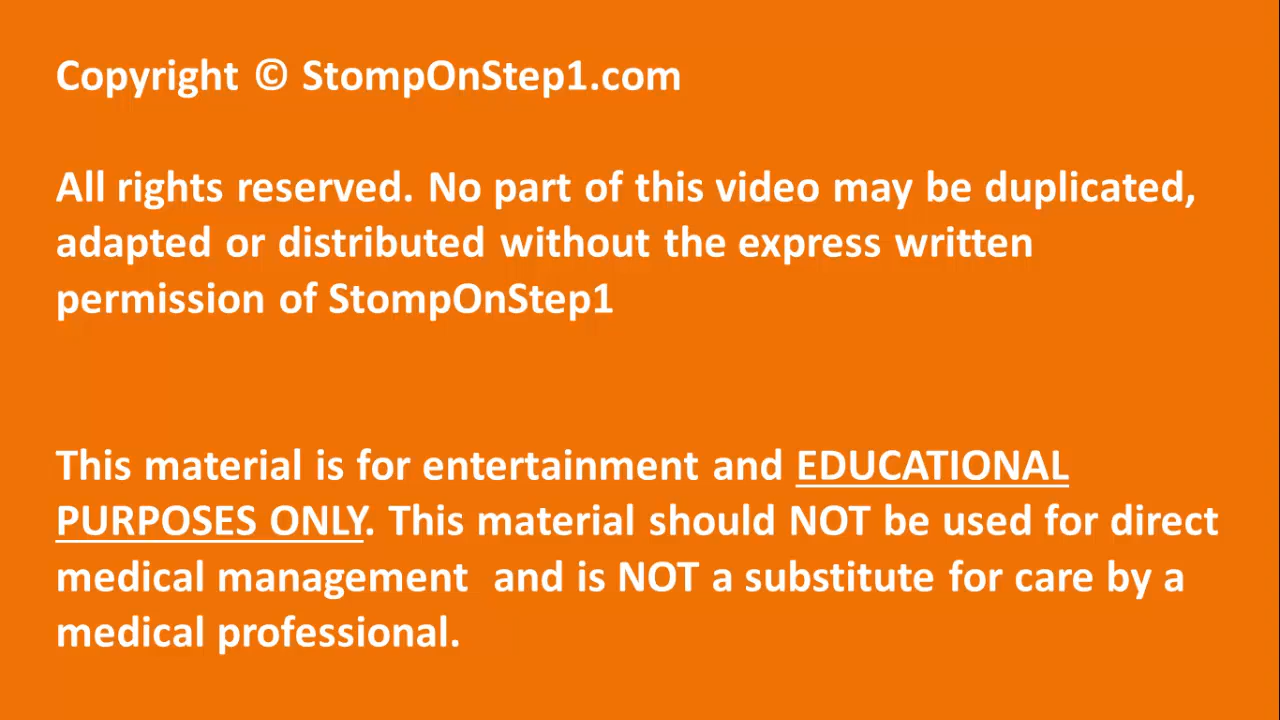 Copyright © StompOnStep1.com
All rights reserved. No part of this video may be duplicated,
adapted or distributed without the express written
permission of StompOnStep1
This material is for entertainment and EDUCATIONAL
PURPOSES ONLY. This material should NOT be used for direct
medical management  and is NOT a substitute for care by a
medical professional.